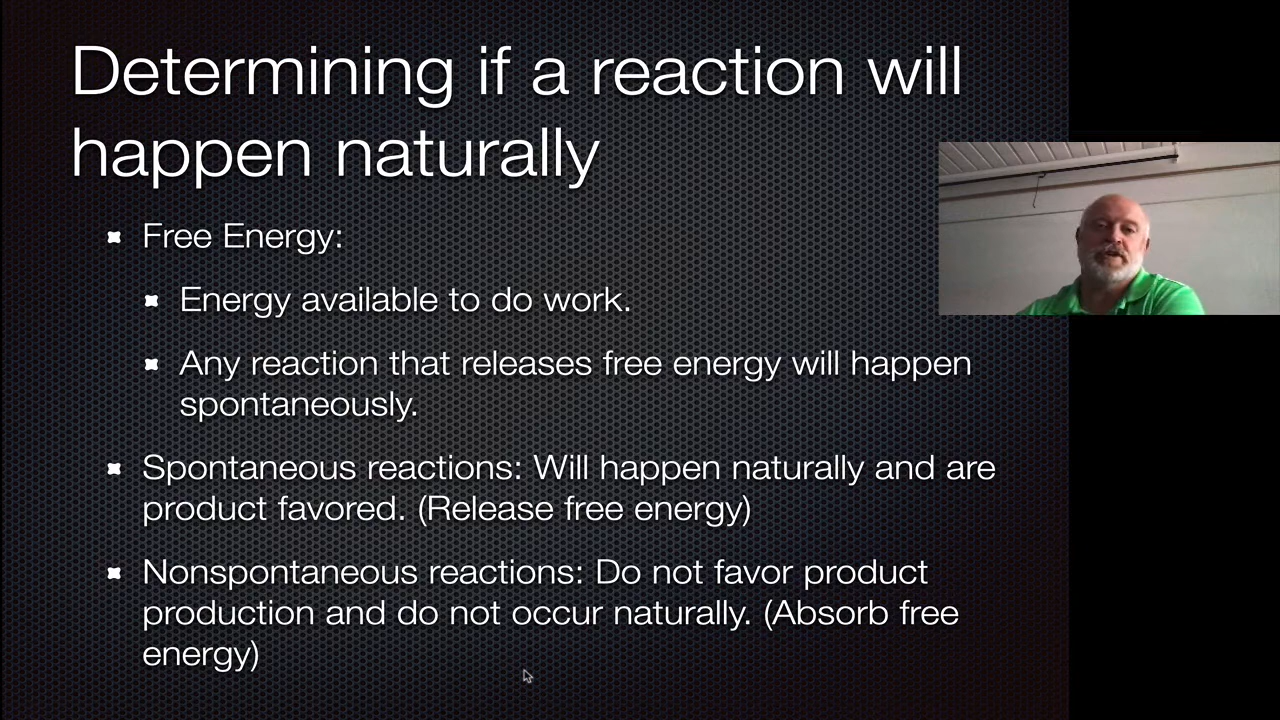 Determining if a reaction will
happen naturally
Free Energy:
Energy available to do work.
Any reaction that releases free energy will happen
spontaneously.
Spontaneous reactions: Will happen naturally and are
product favored. (Release free energy)
Nonspontaneous reactions: Do not favor product
production and do not occur naturally. (Absorb free
energy)